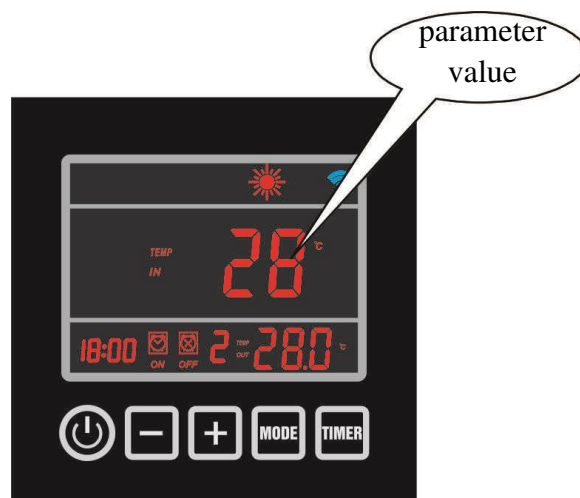 parameter
value
TEMP
IN
28 °C
18:00 ON OFF 2 TEMP OUT 28.0 °C
MODE TIMER